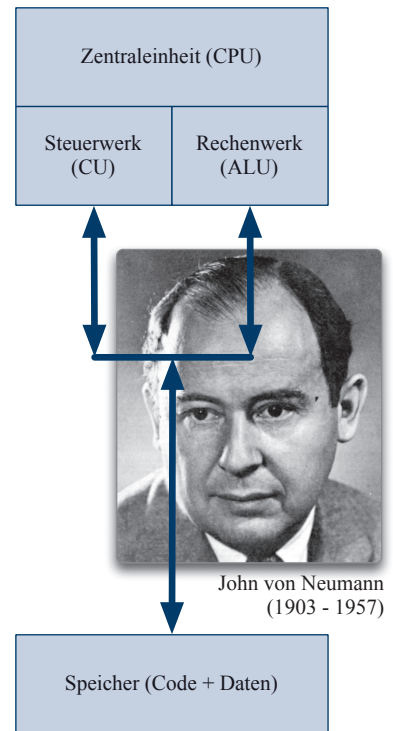 Zentraleinheit (CPU)
Steuerwerk
(CU)
Rechenwerk
(ALU)
John von Neumann
(1903 - 1957)
Speicher (Code + Daten)